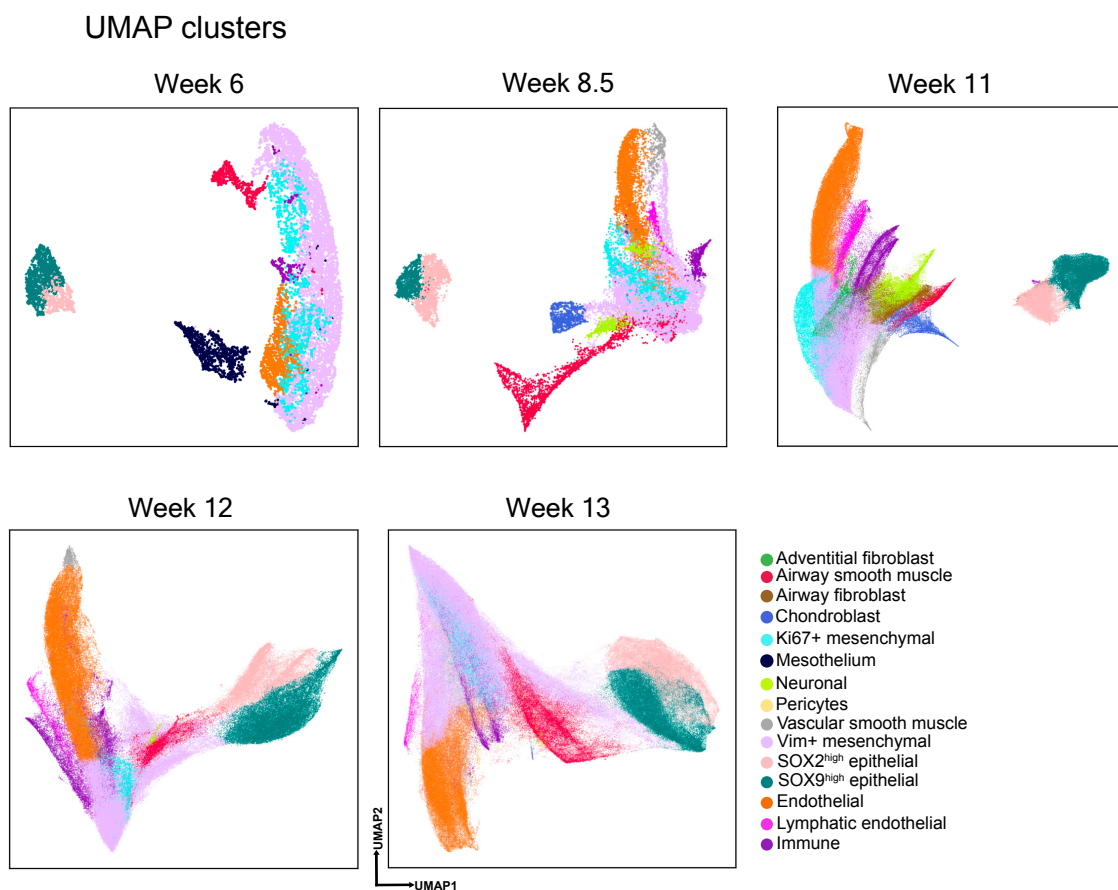 UMAP clusters
Week 6
Week 8.5
Week 11
Week 12
Week 13
Adventitial fibroblast
Airway smooth muscle
Airway fibroblast
Chondroblast
Ki67+ mesenchymal
Mesothelium
Neuronal
Pericytes
Vascular smooth muscle
Vim+ mesenchymal
SOX2high epithelial
SOX9high epithelial
Endothelial
Lymphatic endothelial
Immune
UMAP2
UMAP1